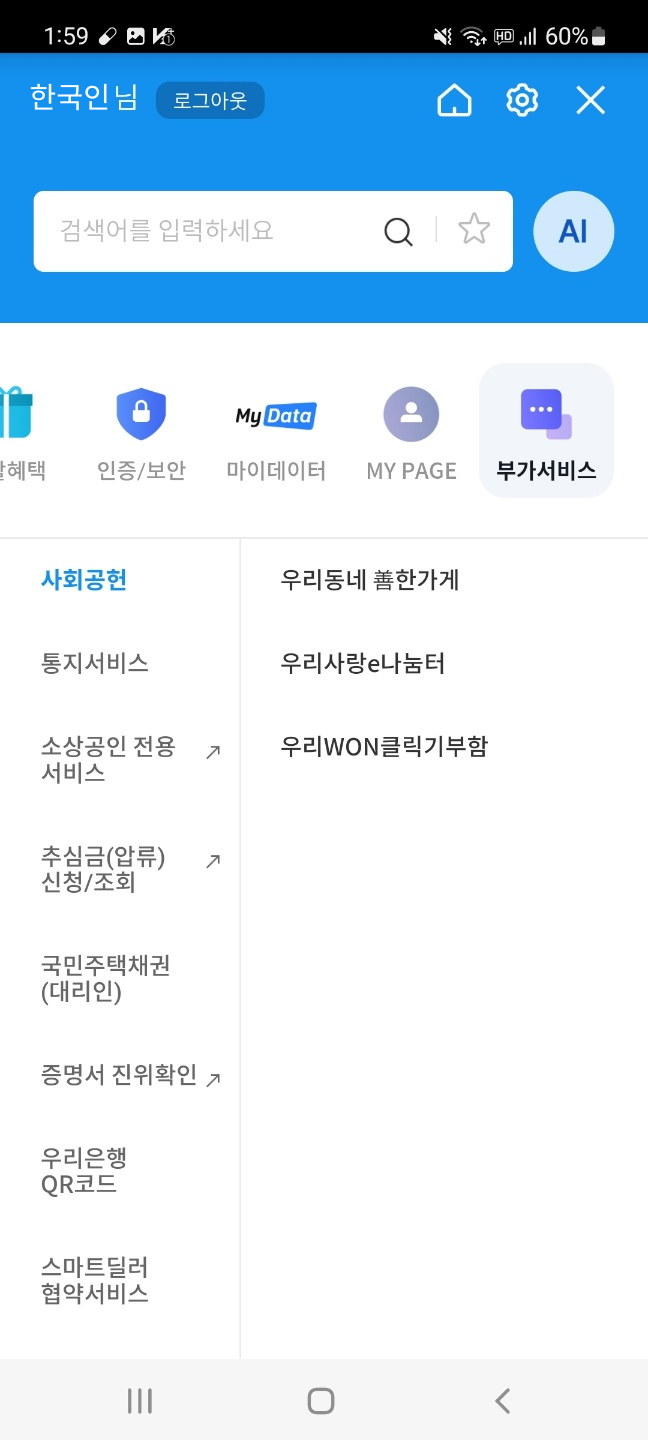 1:59
HD
60%
한국인님
로그아웃
검색어를 입력하세요
AI
인증/보안
My Data
마이데이터
MY PAGE
부가서비스
혜택
사회공헌
우리동네 善한가게
통지서비스
우리사랑e나눔터
소상공인 전용
서비스
우리WON클릭기부함
추심금(압류)
신청/조회
국민주택채권
(대리인)
증명서 진위확인
우리은행
QR코드
스마트딜러
협약서비스